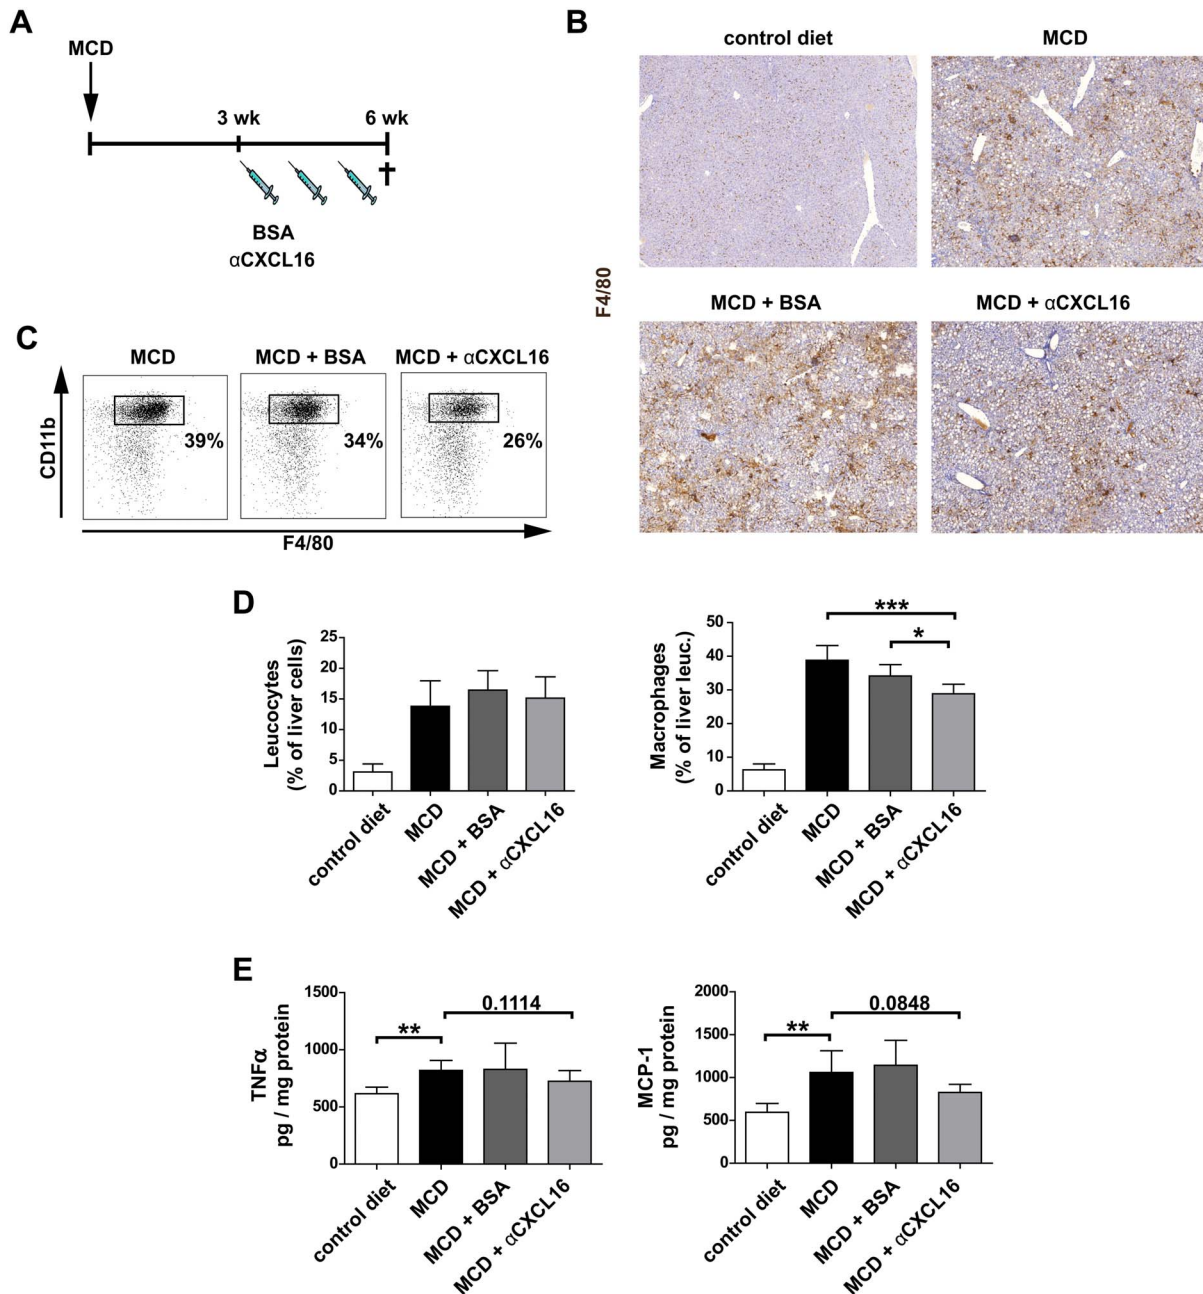 A
MCD
3 wk
6 wk
BSA
αCXCL16
B
control diet
MCD
MCD + BSA
MCD + αCXCL16
F4/80
C
MCD
MCD + BSA
MCD + αCXCL16
39%
34%
26%
CD11b
F4/80
D
Leucocytes
(% of liver cells)
25
20
15
10
5
0
control diet
MCD
MCD + BSA
MCD + αCXCL16
Macrophages
(% of liver leuc.)
50
40
30
20
10
0
***
*
control diet
MCD
MCD + BSA
MCD + αCXCL16
E
TNFα
pg / mg protein
1500
1000
500
0
**
0.1114
control diet
MCD
MCD + BSA
MCD + αCXCL16
MCP-1
pg / mg protein
2000
1500
1000
500
0
**
0.0848
control diet
MCD
MCD + BSA
MCD + αCXCL16